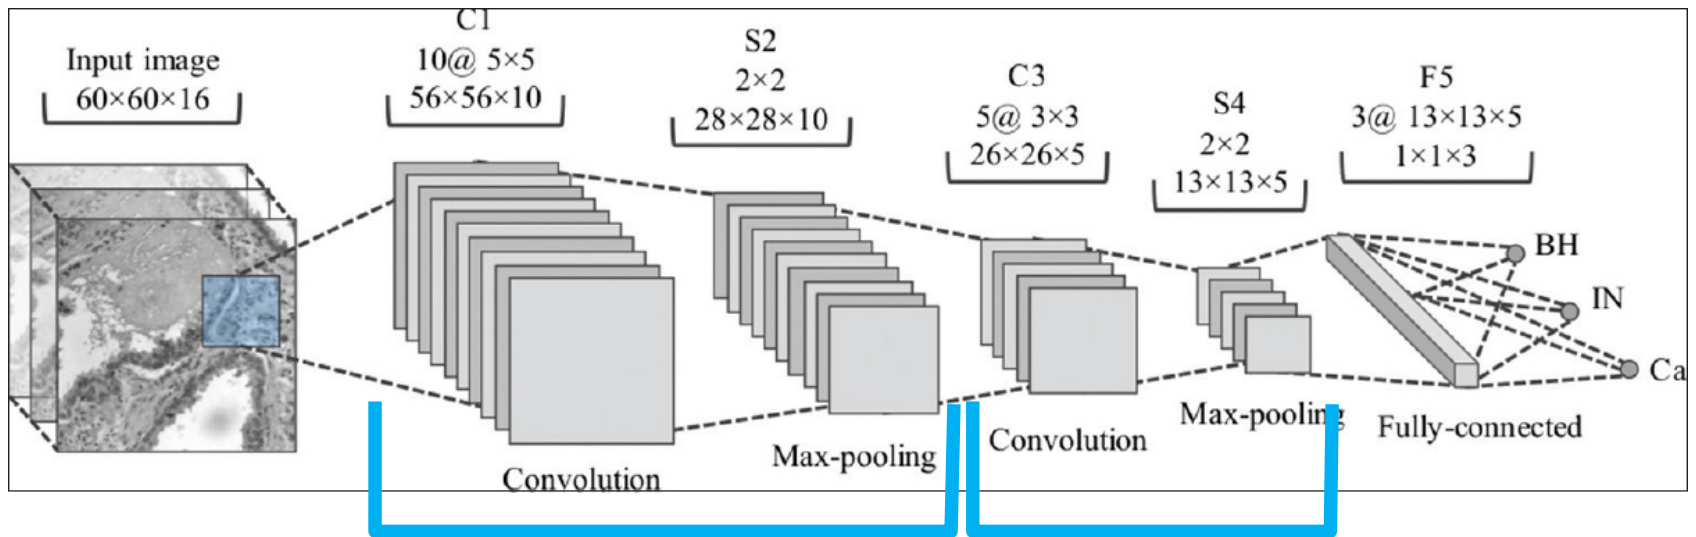 Input image
60×60×16
C1
10@ 5×5
56×56×10
S2
2×2
28×28×10
C3
5@ 3×3
26×26×5
S4
2×2
13×13×5
F5
3@ 13×13×5
1×1×3
BH
IN
Ca
Convolution
Max-pooling
Convolution
Max-pooling
Fully-connected